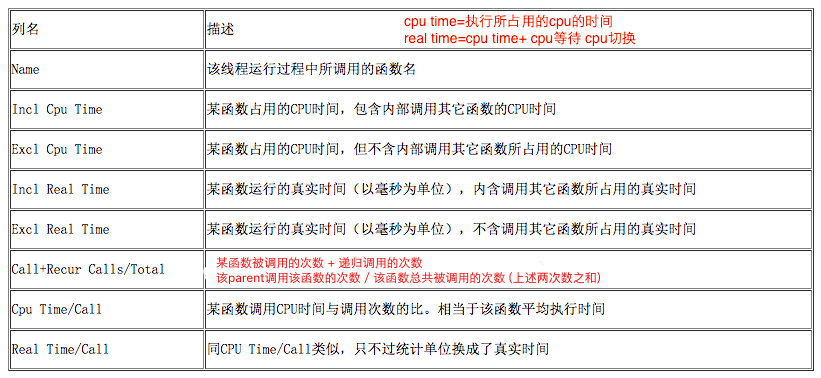 列名
描述
cpu time=执行所占用的cpu的时间
real time=cpu time+ cpu等待 cpu切换
Name
该线程运行过程中所调用的函数名
Incl Cpu Time
某函数占用的CPU时间，包含内部调用其它函数的CPU时间
Excl Cpu Time
某函数占用的CPU时间，但不含内部调用其它函数所占用的CPU时间
Incl Real Time
某函数运行的真实时间（以毫秒为单位），内含调用其它函数所占用的真实时间
Excl Real Time
某函数运行的真实时间（以毫秒为单位），不含调用其它函数所占用的真实时间
Call+Recur Calls/Total
某函数被调用的次数 + 递归调用的次数
该parent调用该函数的次数 / 该函数总共被调用的次数 (上述两次数之和)
Cpu Time/Call
某函数调用CPU时间与调用次数的比。相当于该函数平均执行时间
Real Time/Call
同CPU Time/Call类似，只不过统计单位换成了真实时间